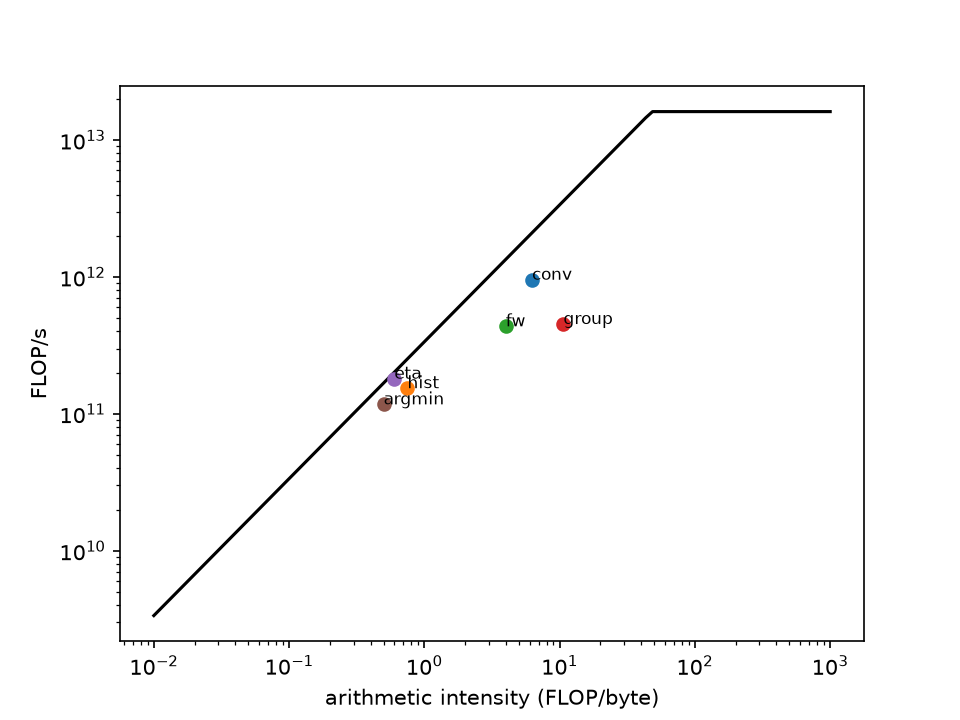 10¹³
10¹²
10¹¹
10¹⁰
FLOP/s
conv
fw
group
eta
hist
argmin
10⁻²
10⁻¹
10⁰
10¹
10²
10³
arithmetic intensity (FLOP/byte)